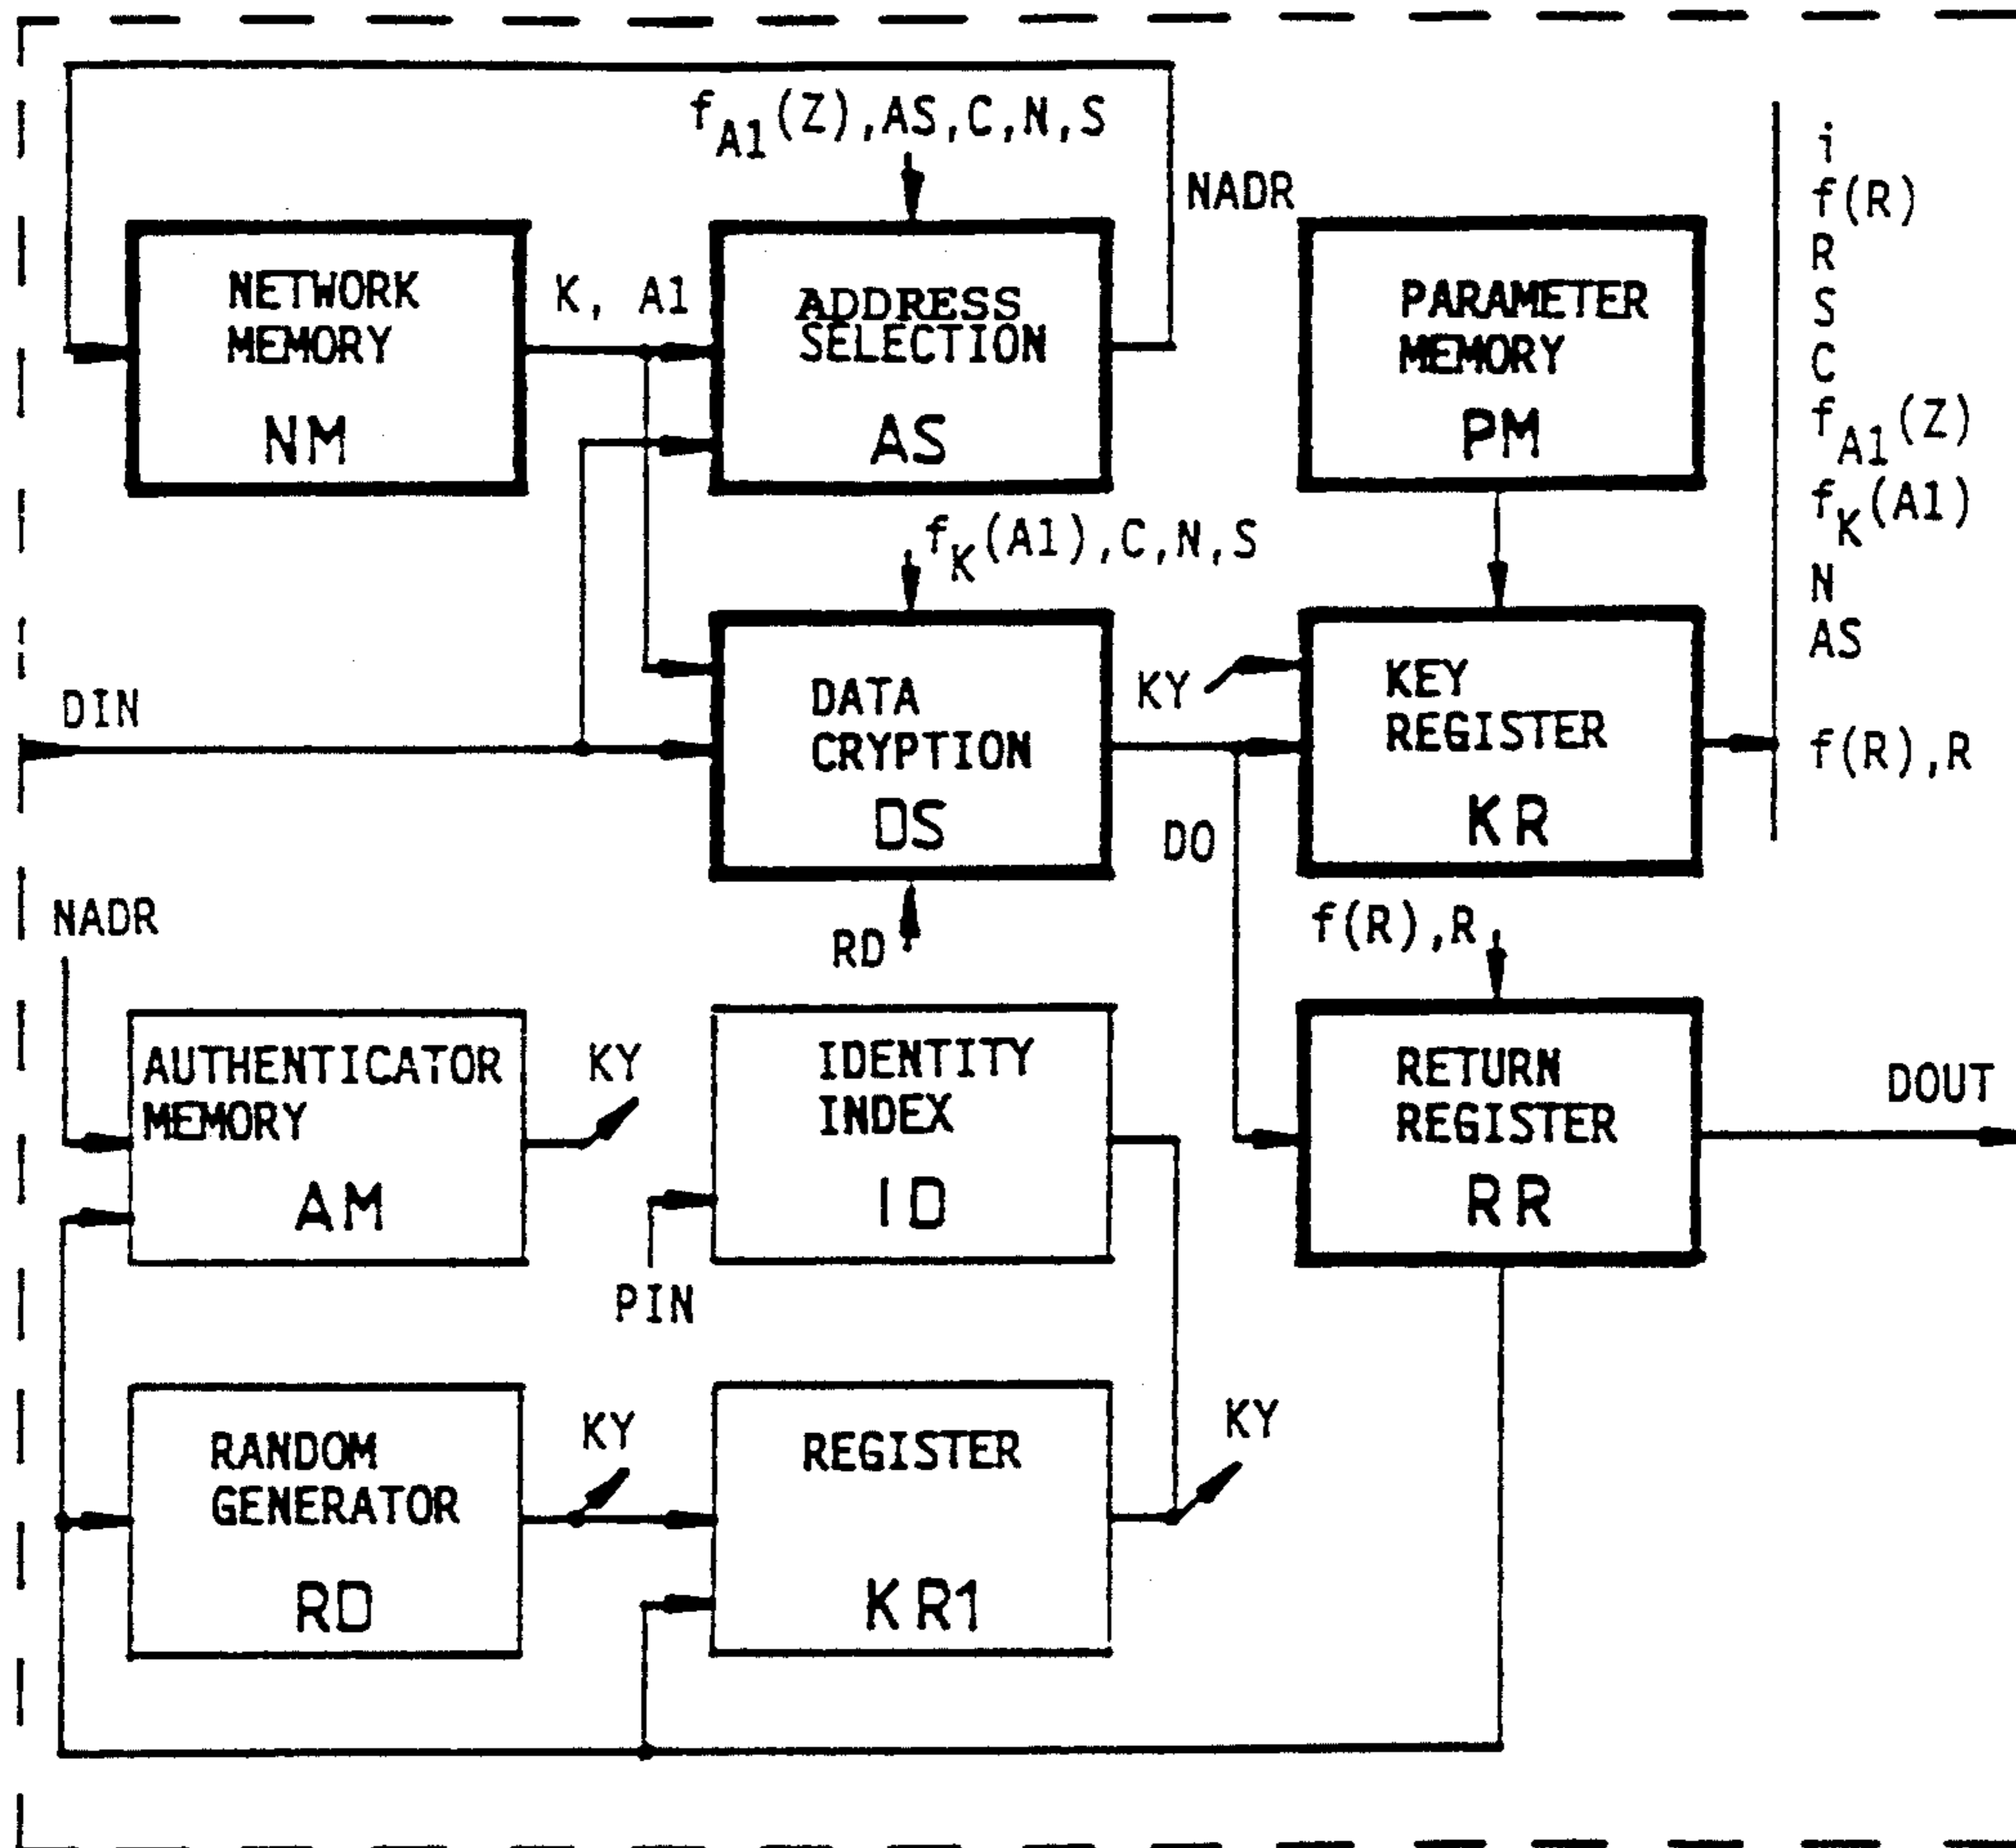 f_A1(Z),AS,C,N,S
NADR
NETWORK
MEMORY
NM
K, A1
ADDRESS
SELECTION
AS
PARAMETER
MEMORY
PM
i
f(R)
R
S
C
f_A1(Z)
f_K(A1)
N
AS
f(R),R
f_K(A1),C,N,S
DIN
DATA
CRYPTION
DS
KY
KEY
REGISTER
KR
DO
RD
NADR
f(R),R
AUTHENTICATOR
MEMORY
AM
KY
IDENTITY
INDEX
ID
PIN
RETURN
REGISTER
RR
DOUT
RANDOM
GENERATOR
RD
KY
REGISTER
KR1
KY